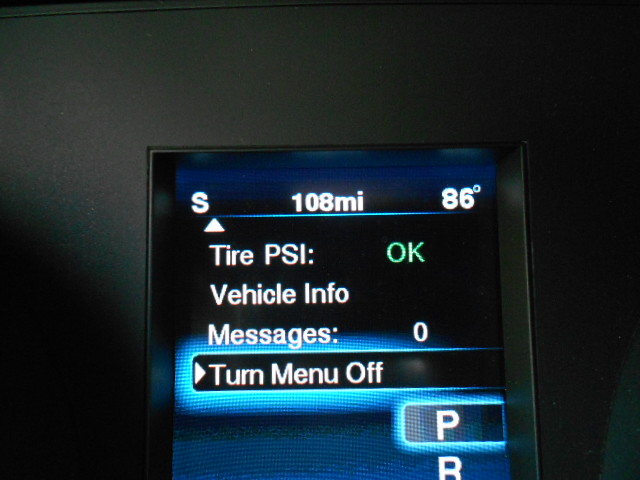 S 108mi 86°
Tire PSI: OK
Vehicle Info
Messages: 0
Turn Menu Off
P
R